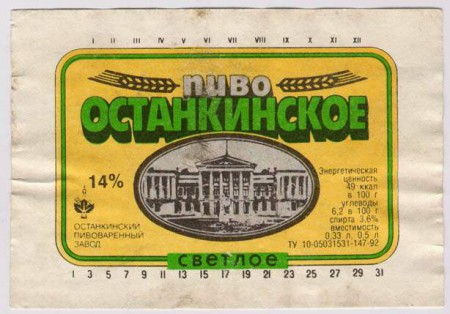 I II III IV V VI VII VIII IX X XI XII
пиво
ОСТАНКИНСКОЕ
14%
ОСТАНКИНСКИЙ
ПИВОВАРЕННЫЙ
ЗАВОД
Энергетическая
ценность
49 ккал
в 100 г
углеводы
6,2 в 100 г
спирта 3.6%
вместимость
0,33 л, 0,5 л
ТУ 10-05031531-147-92
светлое
1 3 5 7 9 11 13 15 17 19 21 23 25 27 29 31